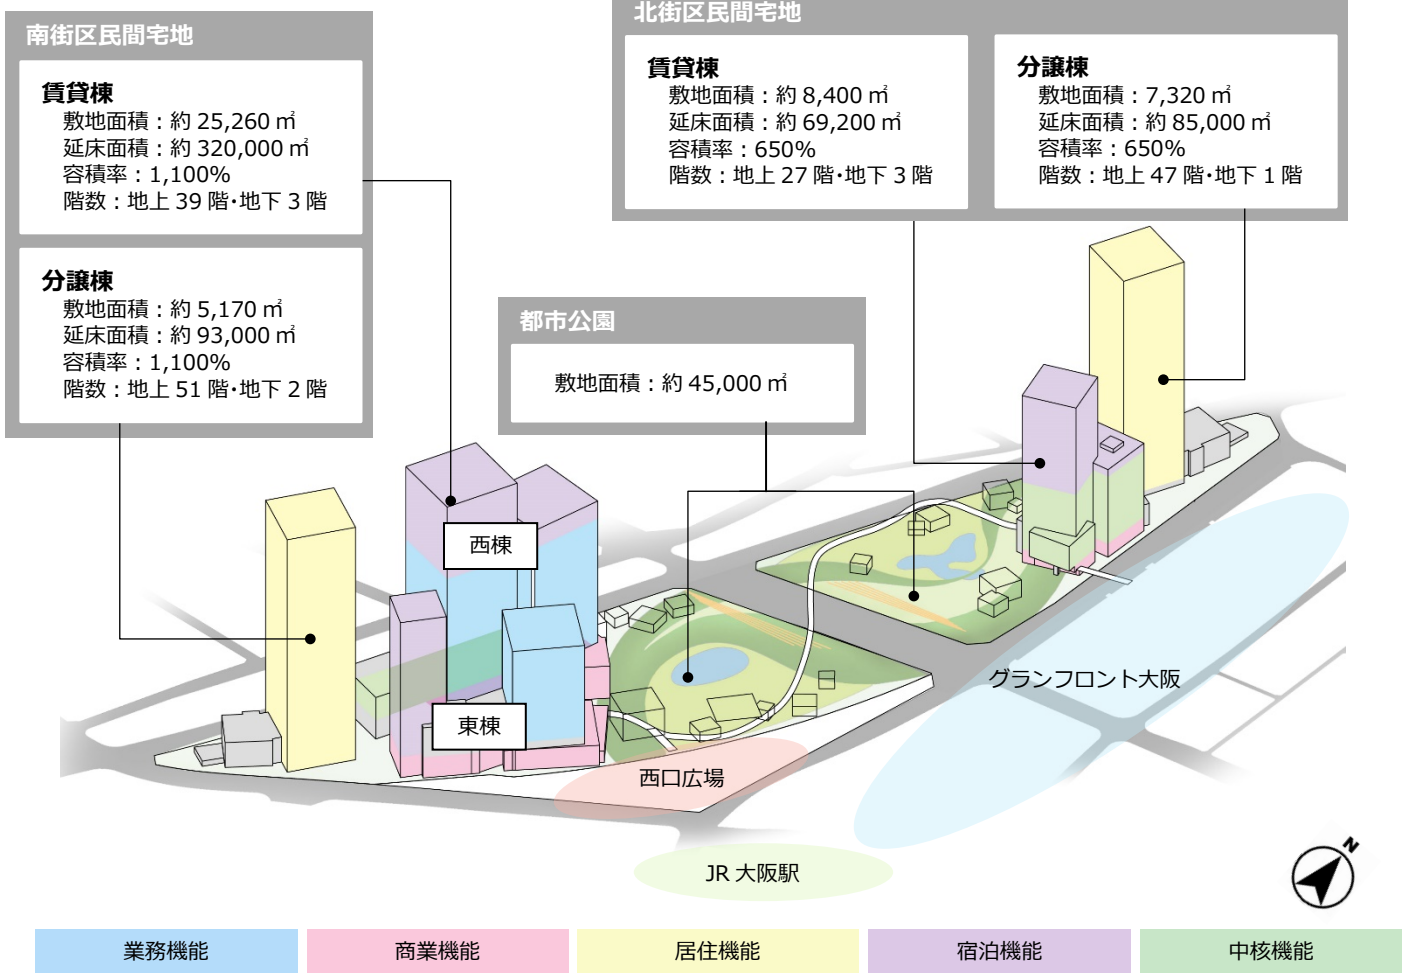 南街区民間宅地
賃貸棟
敷地面積：約 25,260 ㎡
延床面積：約 320,000 ㎡
容積率：1,100%
階数：地上 39 階・地下 3 階
分譲棟
敷地面積：約 5,170 ㎡
延床面積：約 93,000 ㎡
容積率：1,100%
階数：地上 51 階・地下 2 階
北街区民間宅地
賃貸棟
敷地面積：約 8,400 ㎡
延床面積：約 69,200 ㎡
容積率：650%
階数：地上 27 階・地下 3 階
分譲棟
敷地面積：7,320 ㎡
延床面積：約 85,000 ㎡
容積率：650%
階数：地上 47 階・地下 1 階
都市公園
敷地面積：約 45,000 ㎡
西棟
東棟
グランフロント大阪
西口広場
JR 大阪駅
N
業務機能
商業機能
居住機能
宿泊機能
中核機能